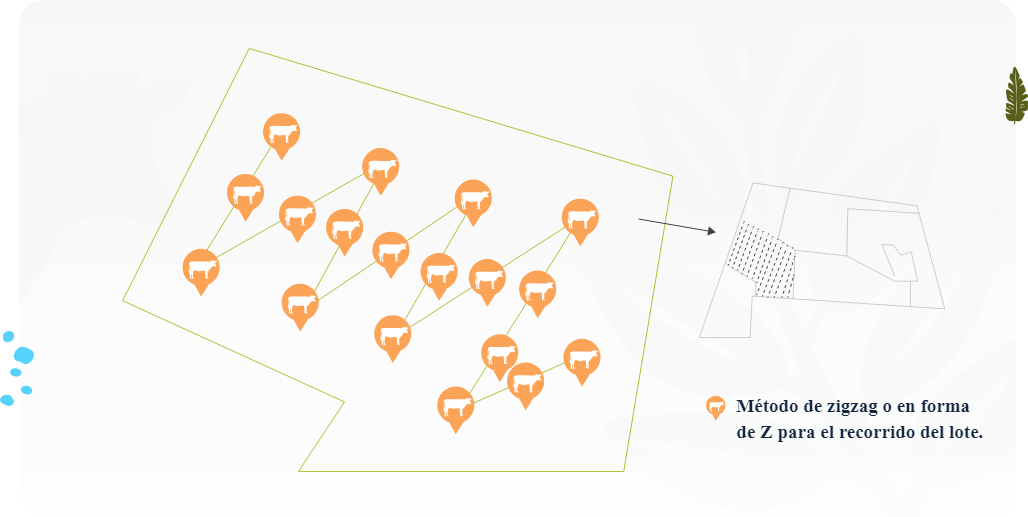 Método de zigzag o en forma
de Z para el recorrido del lote.